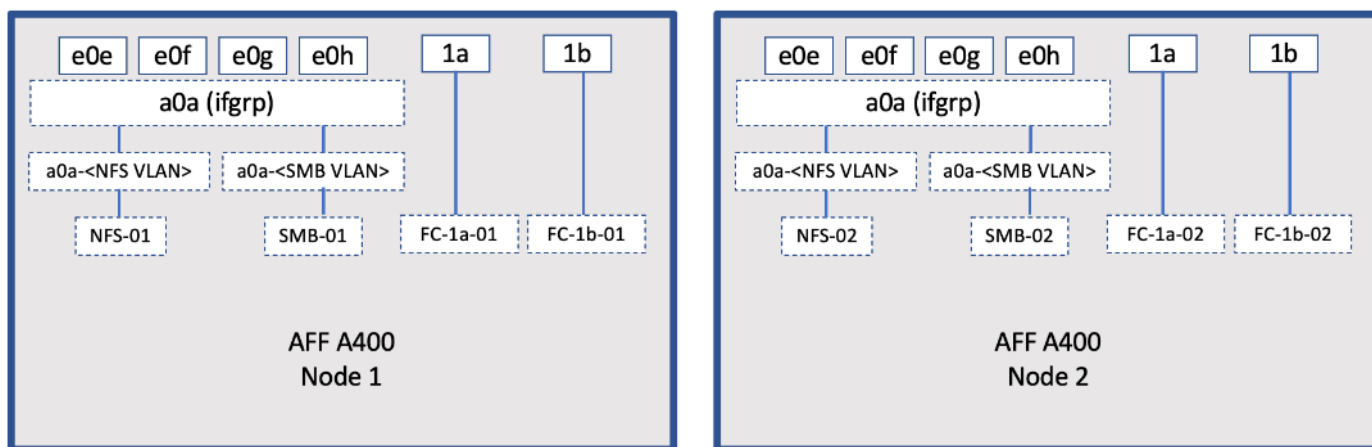 e0e e0f e0g e0h 1a 1b
a0a (ifgrp)
a0a-<NFS VLAN> a0a-<SMB VLAN>
NFS-01 SMB-01 FC-1a-01 FC-1b-01
AFF A400
Node 1
e0e e0f e0g e0h 1a 1b
a0a (ifgrp)
a0a-<NFS VLAN> a0a-<SMB VLAN>
NFS-02 SMB-02 FC-1a-02 FC-1b-02
AFF A400
Node 2